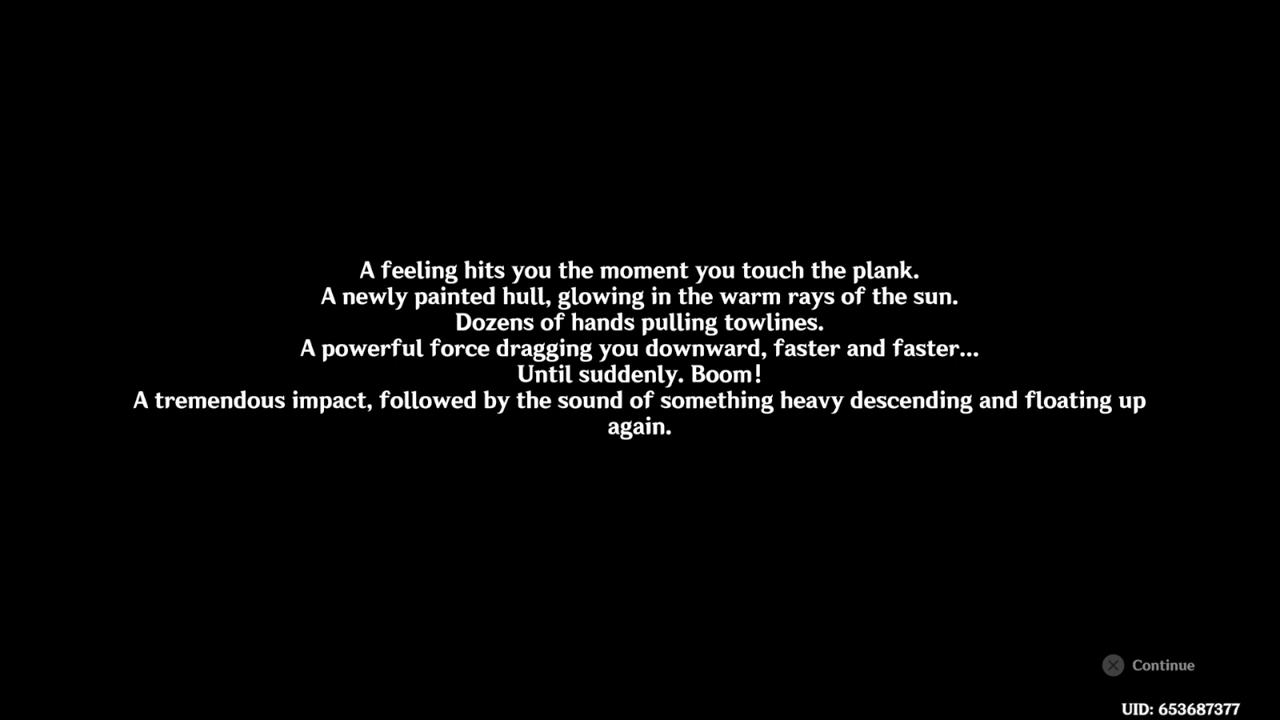 A feeling hits you the moment you touch the plank.
A newly painted hull, glowing in the warm rays of the sun.
Dozens of hands pulling towlines.
A powerful force dragging you downward, faster and faster...
Until suddenly. Boom!
A tremendous impact, followed by the sound of something heavy descending and floating up
again.
Continue
UID: 653687377